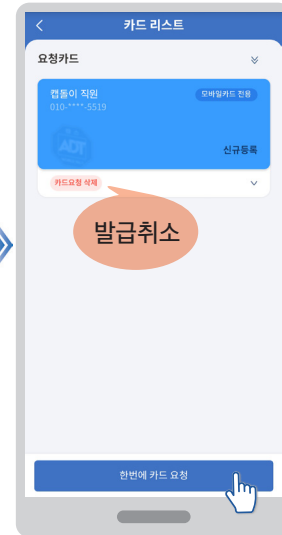 카드 리스트
요청카드
캡돌이 직원
모바일카드 전용
010-****-5519
ADT
신규등록
카드요청 삭제
발급취소
한번에 카드 요청